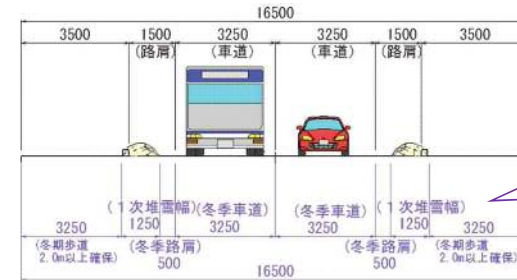 16500
3500 1500 3250 3250 1500 3500
(路肩) (車道) (車道) (路肩)
(1次堆雪幅) (冬季車道) (冬季車道) (1次堆雪幅)
3250 1250 3250 3250 1250 3250
(冬期歩道 (冬季路肩) (冬季路肩) (冬期歩道
2.0m以上確保) 500 500 2.0m以上確保)
16500